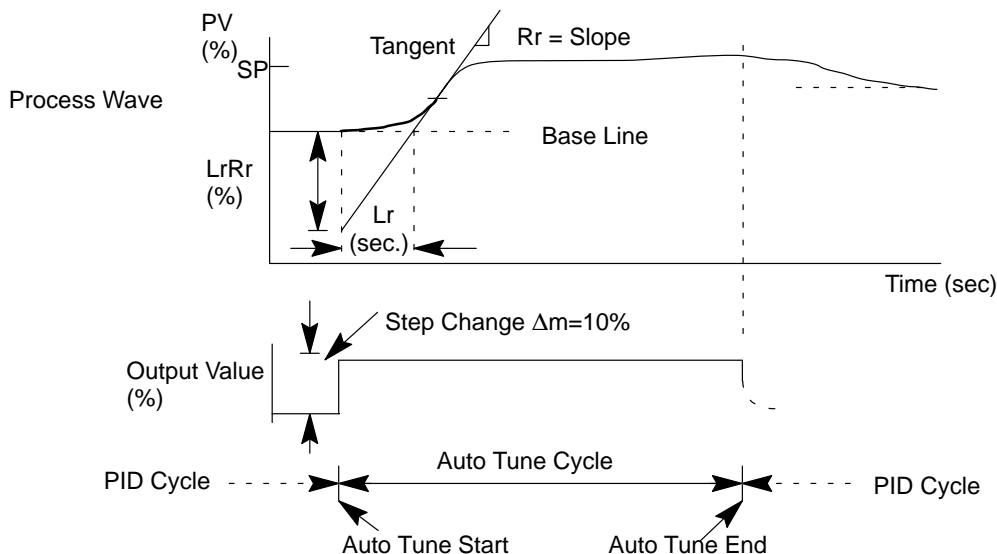 PV
(%)
SP
Tangent
Rr = Slope
Process Wave
Base Line
LrRr
(%)
Lr
(sec.)
Time (sec)
Step Change Δm=10%
Output Value
(%)
Auto Tune Cycle
PID Cycle
PID Cycle
Auto Tune Start
Auto Tune End